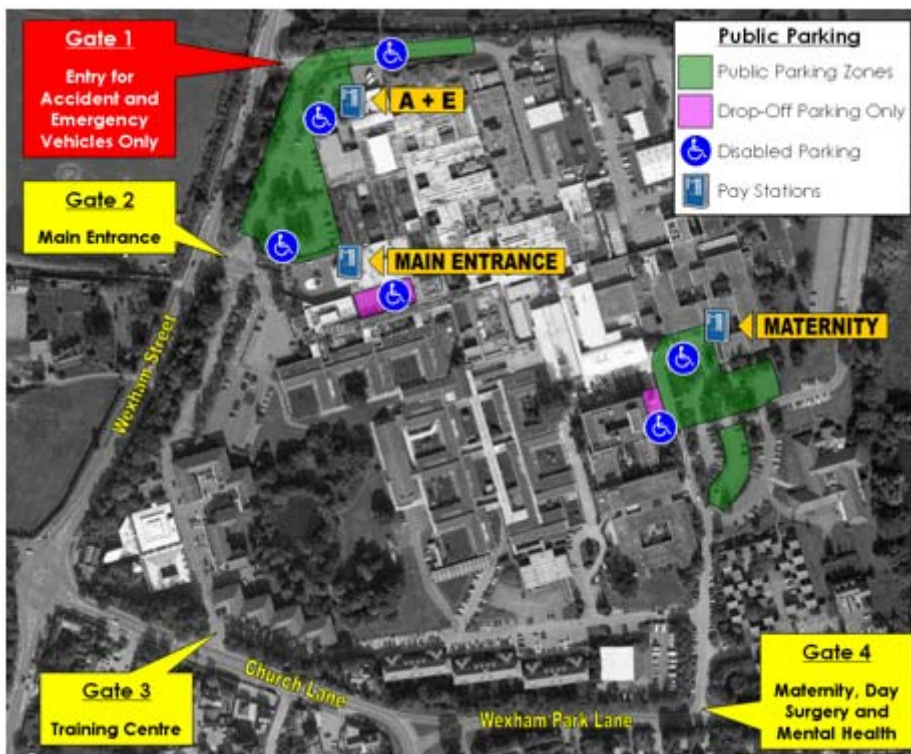 Gate 1
Entry for
Accident and
Emergency
Vehicles Only
Public Parking
Public Parking Zones
Drop-Off Parking Only
Disabled Parking
Pay Stations
A + E
Gate 2
Main Entrance
MAIN ENTRANCE
MATERNITY
Wexham Street
Gate 3
Training Centre
Church Lane
Wexham Park Lane
Gate 4
Maternity, Day
Surgery and
Mental Health